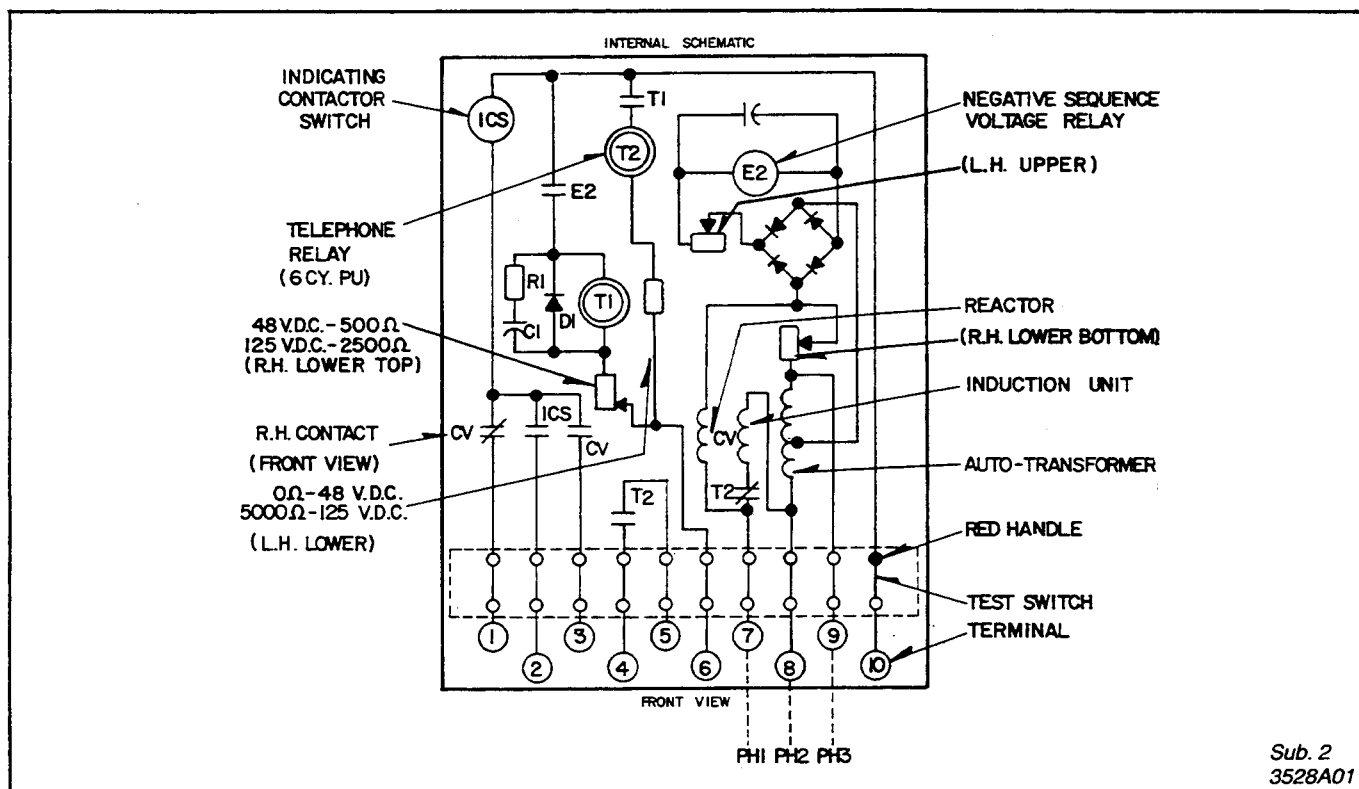 INTERNAL SCHEMATIC
INDICATING
CONTACTOR
SWITCH
ICS
T1
T2
E2
NEGATIVE SEQUENCE
VOLTAGE RELAY
(L.H. UPPER)
E2
TELEPHONE
RELAY
(6 CY. PU)
R1
C1
D1
T1
48 V.D.C.-500Ω
125 V.D.C.-2500Ω
(R.H. LOWER TOP)
REACTOR
(R.H. LOWER BOTTOM)
INDUCTION UNIT
AUTO-TRANSFORMER
R.H. CONTACT
(FRONT VIEW)
CV
ICS
CV
CV
T2
T2
0Ω-48 V.D.C.
5000Ω-125 V.D.C.
(L.H. LOWER)
RED HANDLE
TEST SWITCH
TERMINAL
1
2
3
4
5
6
7
8
9
10
FRONT VIEW
PH1 PH2 PH3
Sub. 2
3528A01